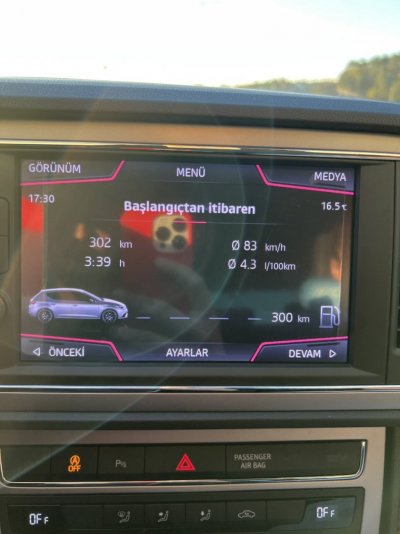 GÖRÜNÜM MENÜ MEDYA
17:30 16.5°C
Başlangıçtan itibaren
302 km Ø 83 km/h
3:39 h Ø 4.3 l/100km
300 km
◁ ÖNCEKİ AYARLAR DEVAM ▷
A OFF P PASSENGER
AIR BAG
OFF OFF